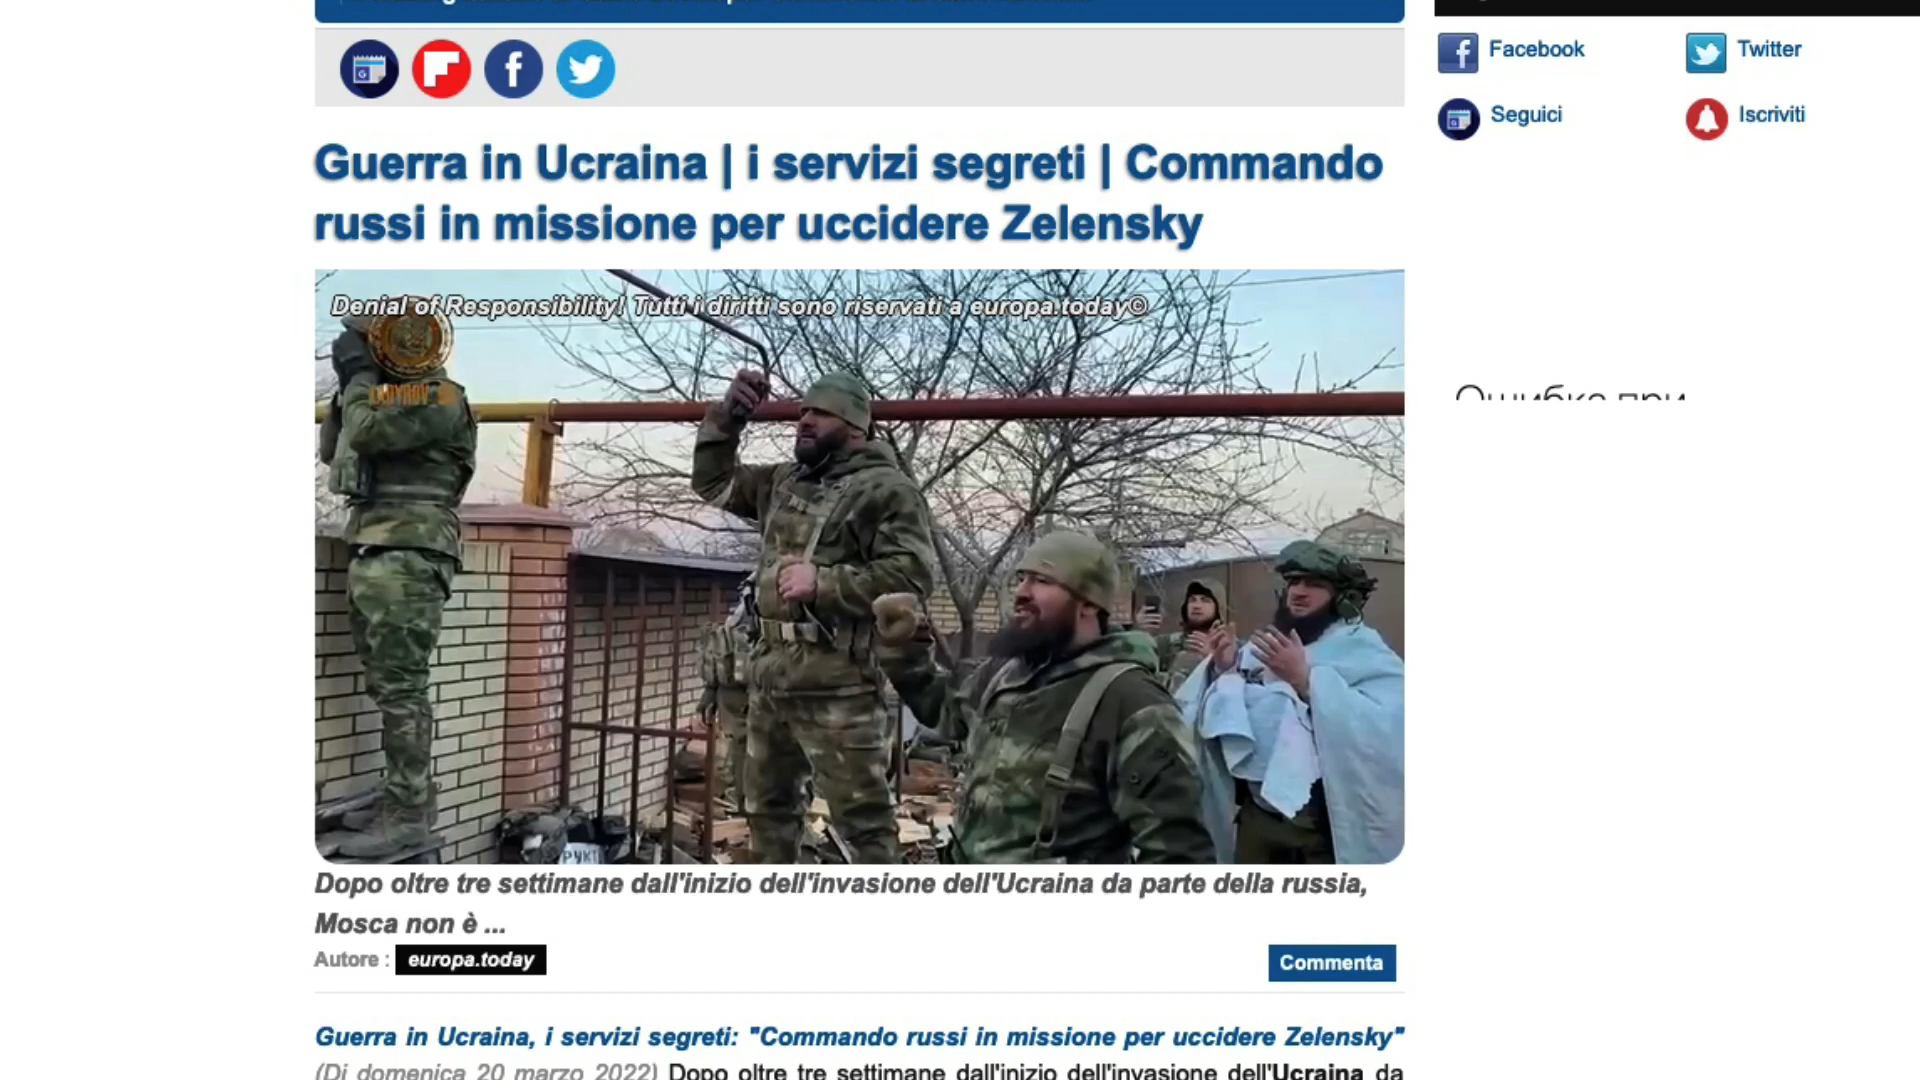 Facebook
Twitter
Seguici
Iscriviti
Guerra in Ucraina | i servizi segreti | Commando
russi in missione per uccidere Zelensky
Denial of Responsibility! Tutti i diritti sono riservati a europa.today©
Ошибка при
Dopo oltre tre settimane dall'inizio dell'invasione dell'Ucraina da parte della russia,
Mosca non è ...
Autore : europa.today
Commenta
Guerra in Ucraina, i servizi segreti: "Commando russi in missione per uccidere Zelensky"
(Di domenica 20 marzo 2022) Dopo oltre tre settimane dall'inizio dell'invasione dell'Ucraina da